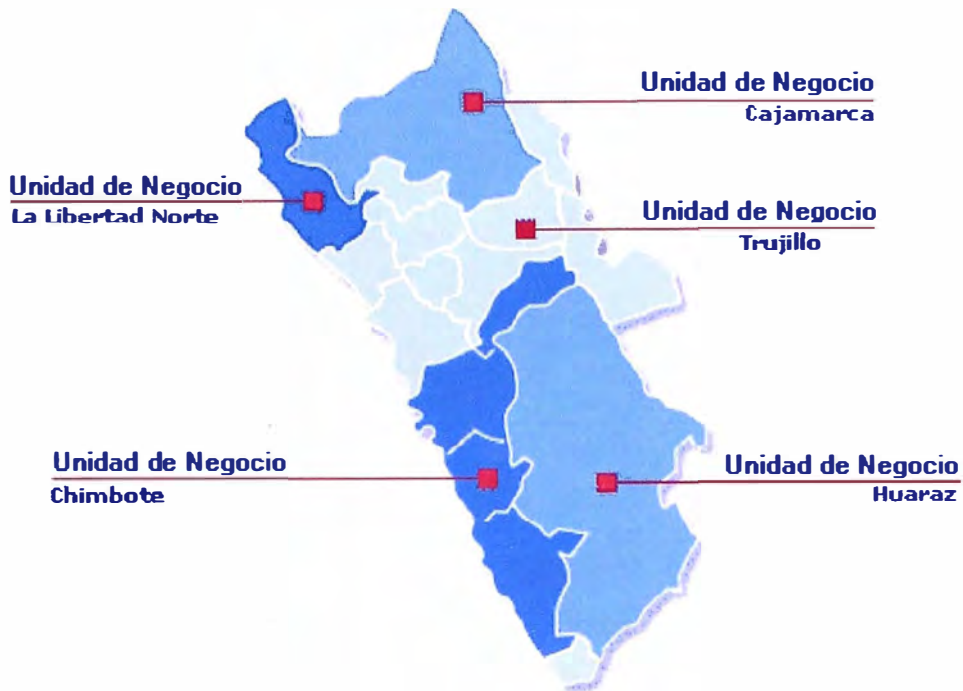 Unidad de Negocio
Cajamarca
Unidad de Negocio
La Libertad Norte
Unidad de Negocio
Trujillo
Unidad de Negocio
Chimbote
Unidad de Negocio
Huaraz